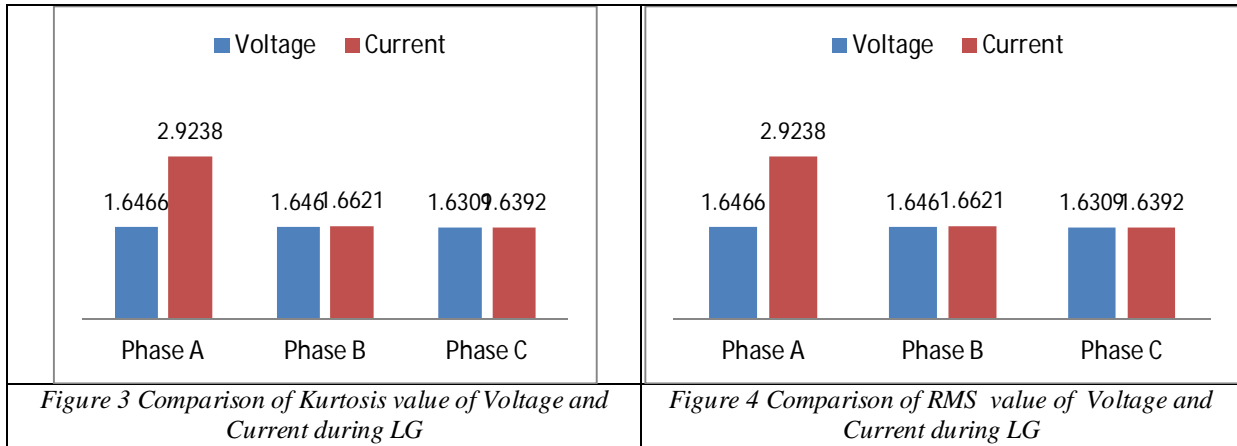 Voltage Current
2.9238
1.6466 1.646 1.6621 1.6309 1.6392
Phase A Phase B Phase C
Figure 3 Comparison of Kurtosis value of Voltage and
Current during LG
Voltage Current
2.9238
1.6466 1.646 1.6621 1.6309 1.6392
Phase A Phase B Phase C
Figure 4 Comparison of RMS value of Voltage and
Current during LG